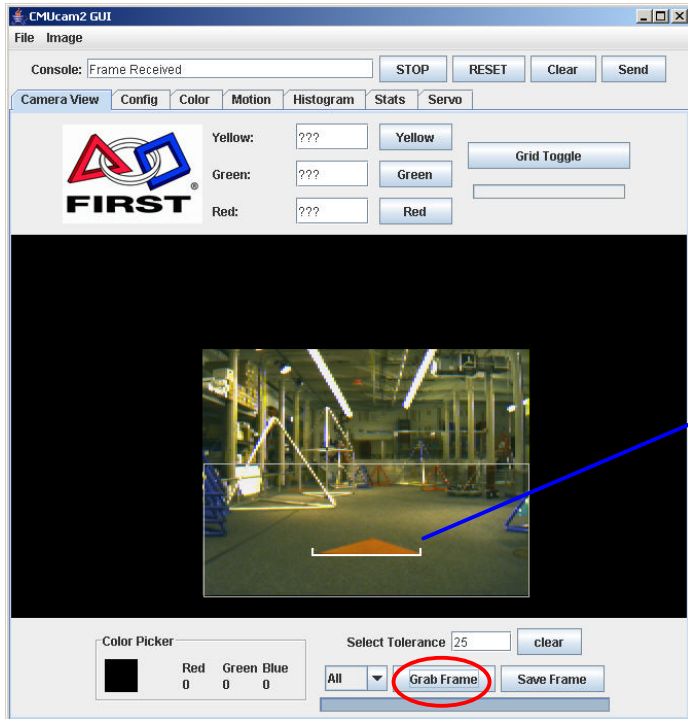 CMUcam2 GUI
File Image
Console: Frame Received STOP RESET Clear Send
Camera View Config Color Motion Histogram Stats Servo
Yellow: ??? Yellow
Grid Toggle
Green: ??? Green
Red: ??? Red
FIRST ®
Color Picker
Select Tolerance 25 clear
Red Green Blue
0 0 0
All Grab Frame Save Frame